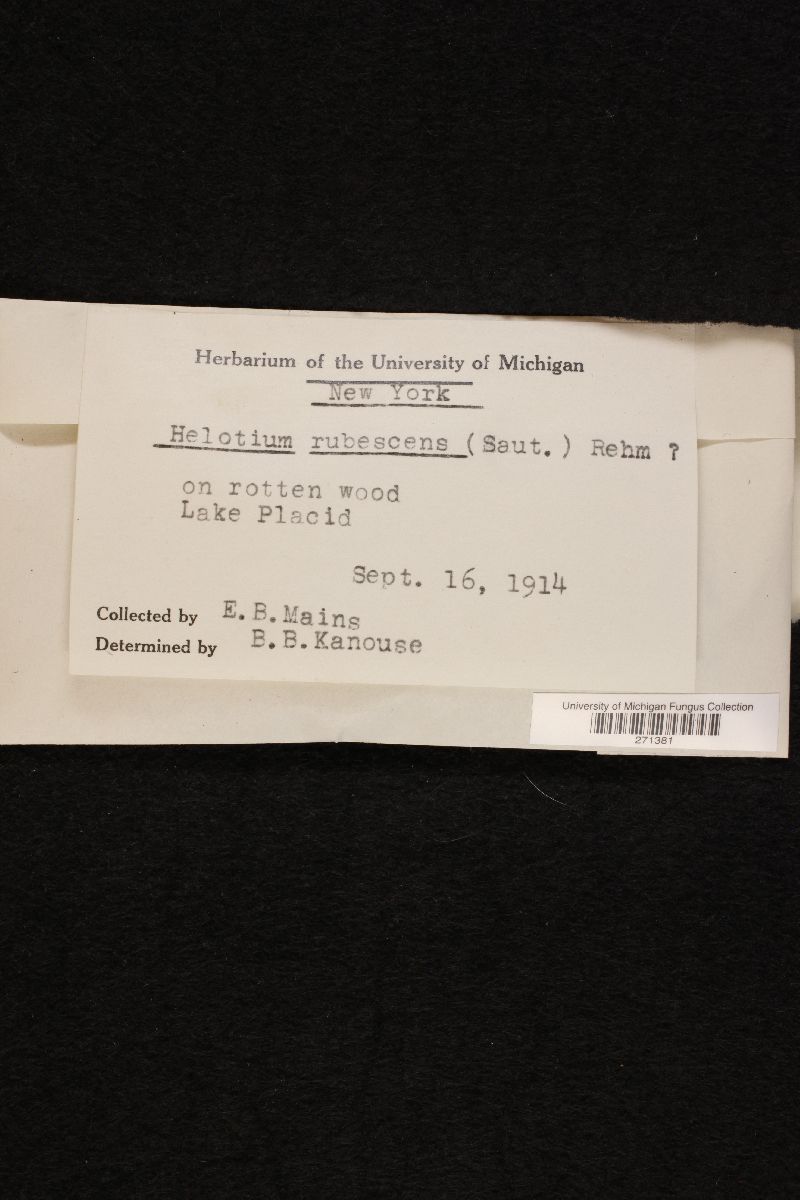 Herbarium of the University of Michigan
New York
Helotium rubescens (Saut.) Rehm ?
on rotten wood
Lake Placid
Sept. 16, 1914
Collected by E.B.Mains
Determined by B.B.Kanouse
University of Michigan Fungus Collection
271381